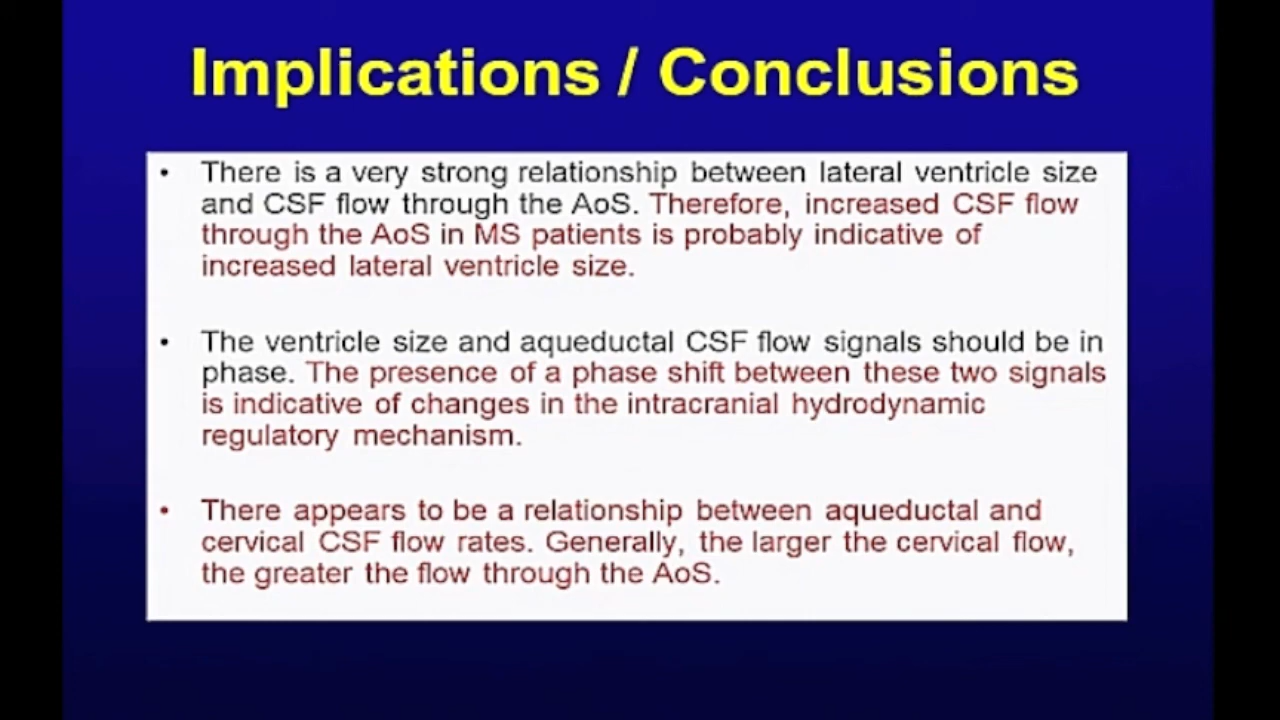 Implications / Conclusions
• There is a very strong relationship between lateral ventricle size
and CSF flow through the AoS. Therefore, increased CSF flow
through the AoS in MS patients is probably indicative of
increased lateral ventricle size.
• The ventricle size and aqueductal CSF flow signals should be in
phase. The presence of a phase shift between these two signals
is indicative of changes in the intracranial hydrodynamic
regulatory mechanism.
• There appears to be a relationship between aqueductal and
cervical CSF flow rates. Generally, the larger the cervical flow,
the greater the flow through the AoS.